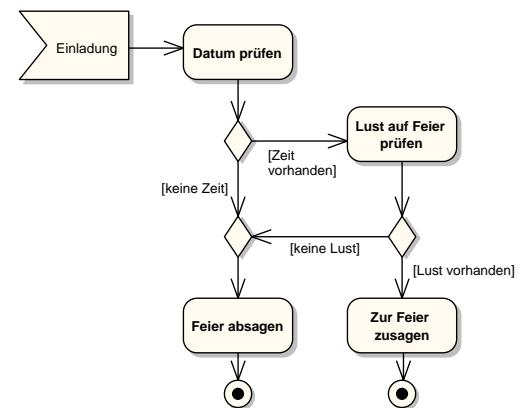 Einladung
Datum prüfen
Lust auf Feier
prüfen
[Zeit
vorhanden]
[keine Zeit]
[keine Lust]
[Lust vorhanden]
Feier absagen
Zur Feier
zusagen